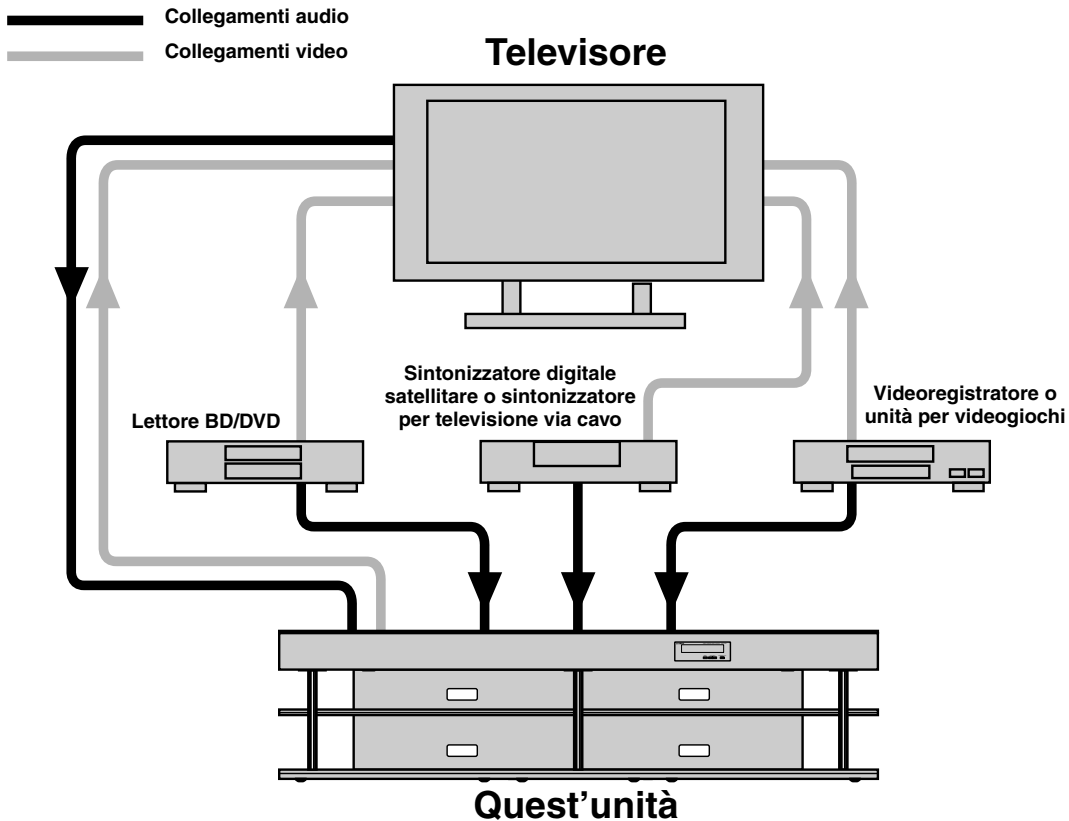 Collegamenti audio
Collegamenti video
Televisore
Sintonizzatore digitale
satellitare o sintonizzatore
per televisione via cavo
Lettore BD/DVD
Videoregistratore o
unità per videogiochi
Quest'unità